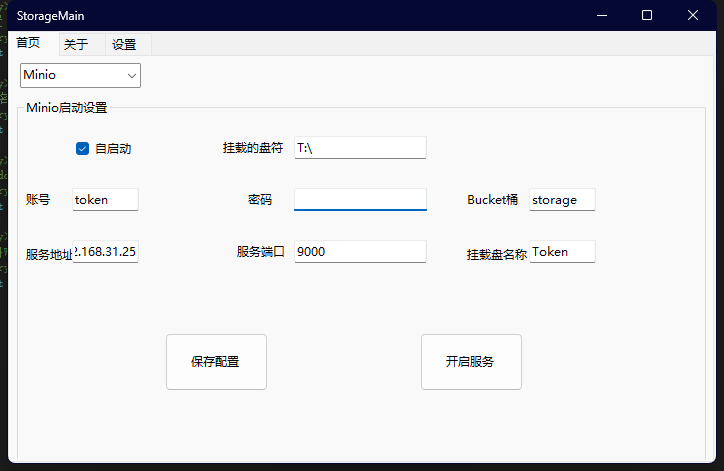 StorageMain
首页 关于 设置
Minio
Minio启动设置
自启动 挂载的盘符 T:\
账号 token 密码 Bucket桶 storage
服务地址 2.168.31.25 服务端口 9000 挂载盘名称 Token
保存配置 开启服务